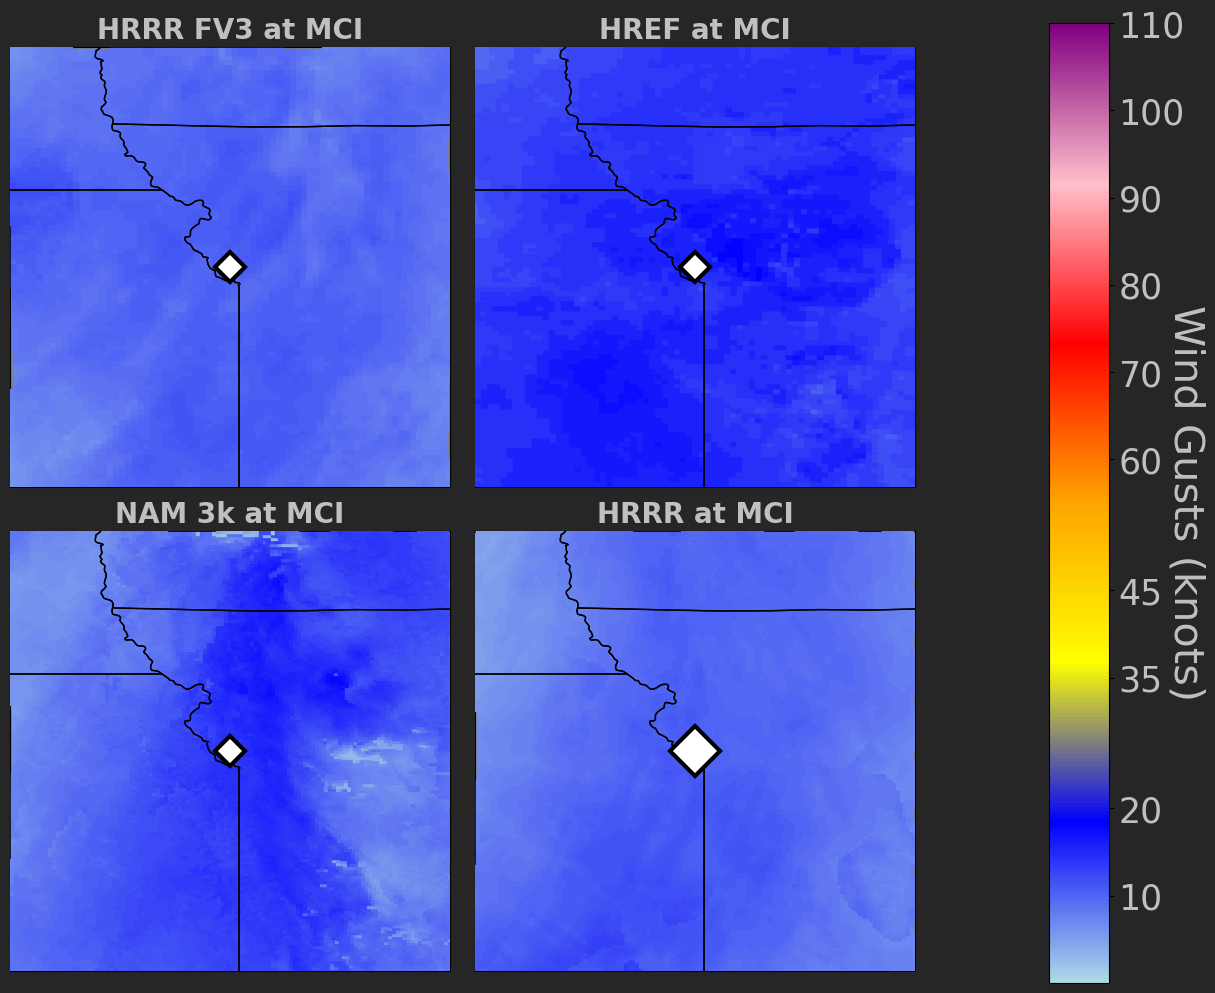 HRRR FV3 at MCI
HREF at MCI
NAM 3k at MCI
HRRR at MCI
110
100
90
80
70
60
45
35
20
10
Wind Gusts (knots)